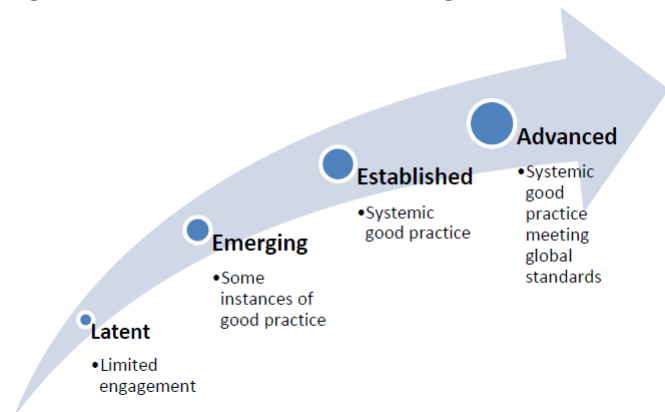 Latent
•Limited
engagement
Emerging
•Some
instances of
good practice
Established
•Systemic
good practice
Advanced
•Systemic
good
practice
meeting
global
standards